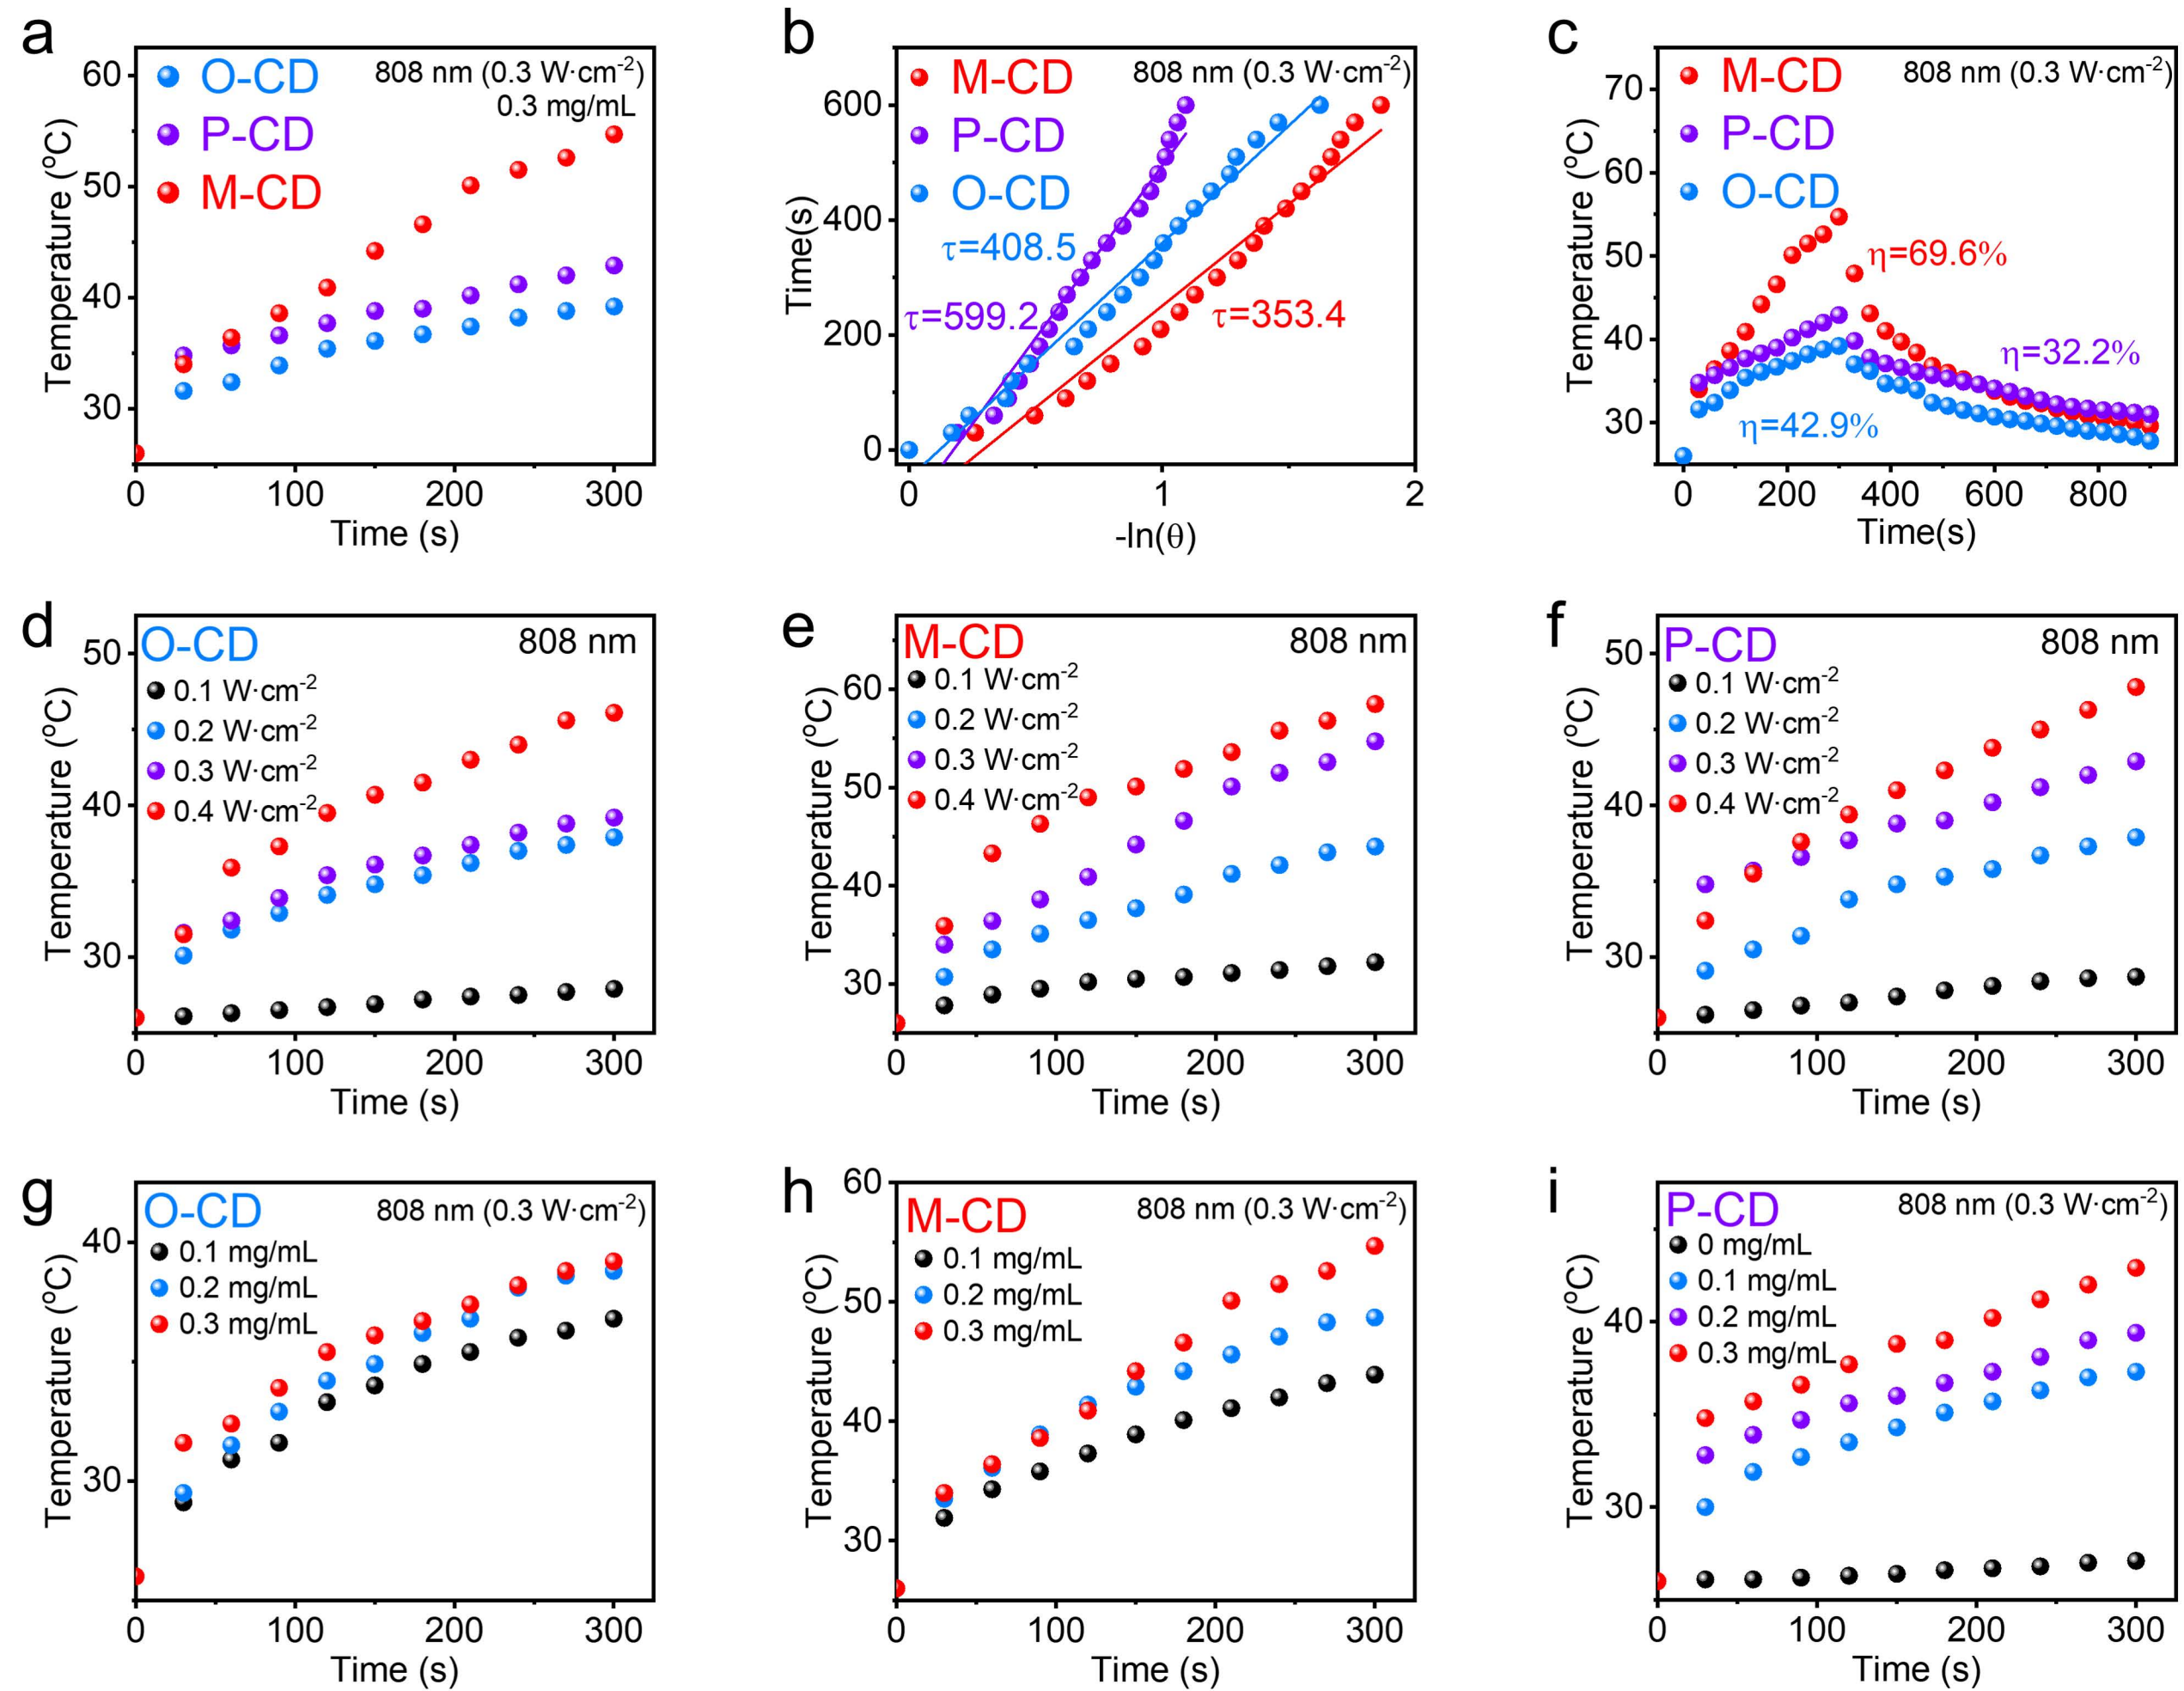 a
60
50
40
30
Temperature (°C)
O-CD
P-CD
M-CD
808 nm (0.3 W·cm⁻²)
0.3 mg/mL
0 100 200 300
Time (s)
b
600
400
200
0
Time(s)
M-CD
P-CD
O-CD
808 nm (0.3 W·cm⁻²)
τ=408.5
τ=599.2
τ=353.4
0 1 2
-ln(θ)
c
70
60
50
40
30
Temperature (°C)
M-CD
P-CD
O-CD
808 nm (0.3 W·cm⁻²)
η=69.6%
η=32.2%
η=42.9%
0 200 400 600 800
Time(s)
d
50
40
30
Temperature (°C)
O-CD
808 nm
0.1 W·cm⁻²
0.2 W·cm⁻²
0.3 W·cm⁻²
0.4 W·cm⁻²
0 100 200 300
Time (s)
e
60
50
40
30
Temperature (°C)
M-CD
808 nm
0.1 W·cm⁻²
0.2 W·cm⁻²
0.3 W·cm⁻²
0.4 W·cm⁻²
0 100 200 300
Time (s)
f
50
40
30
Temperature (°C)
P-CD
808 nm
0.1 W·cm⁻²
0.2 W·cm⁻²
0.3 W·cm⁻²
0.4 W·cm⁻²
0 100 200 300
Time (s)
g
40
30
Temperature (°C)
O-CD
808 nm (0.3 W·cm⁻²)
0.1 mg/mL
0.2 mg/mL
0.3 mg/mL
0 100 200 300
Time (s)
h
60
50
40
30
Temperature (°C)
M-CD
808 nm (0.3 W·cm⁻²)
0.1 mg/mL
0.2 mg/mL
0.3 mg/mL
0 100 200 300
Time (s)
i
40
30
Temperature (°C)
P-CD
808 nm (0.3 W·cm⁻²)
0 mg/mL
0.1 mg/mL
0.2 mg/mL
0.3 mg/mL
0 100 200 300
Time (s)